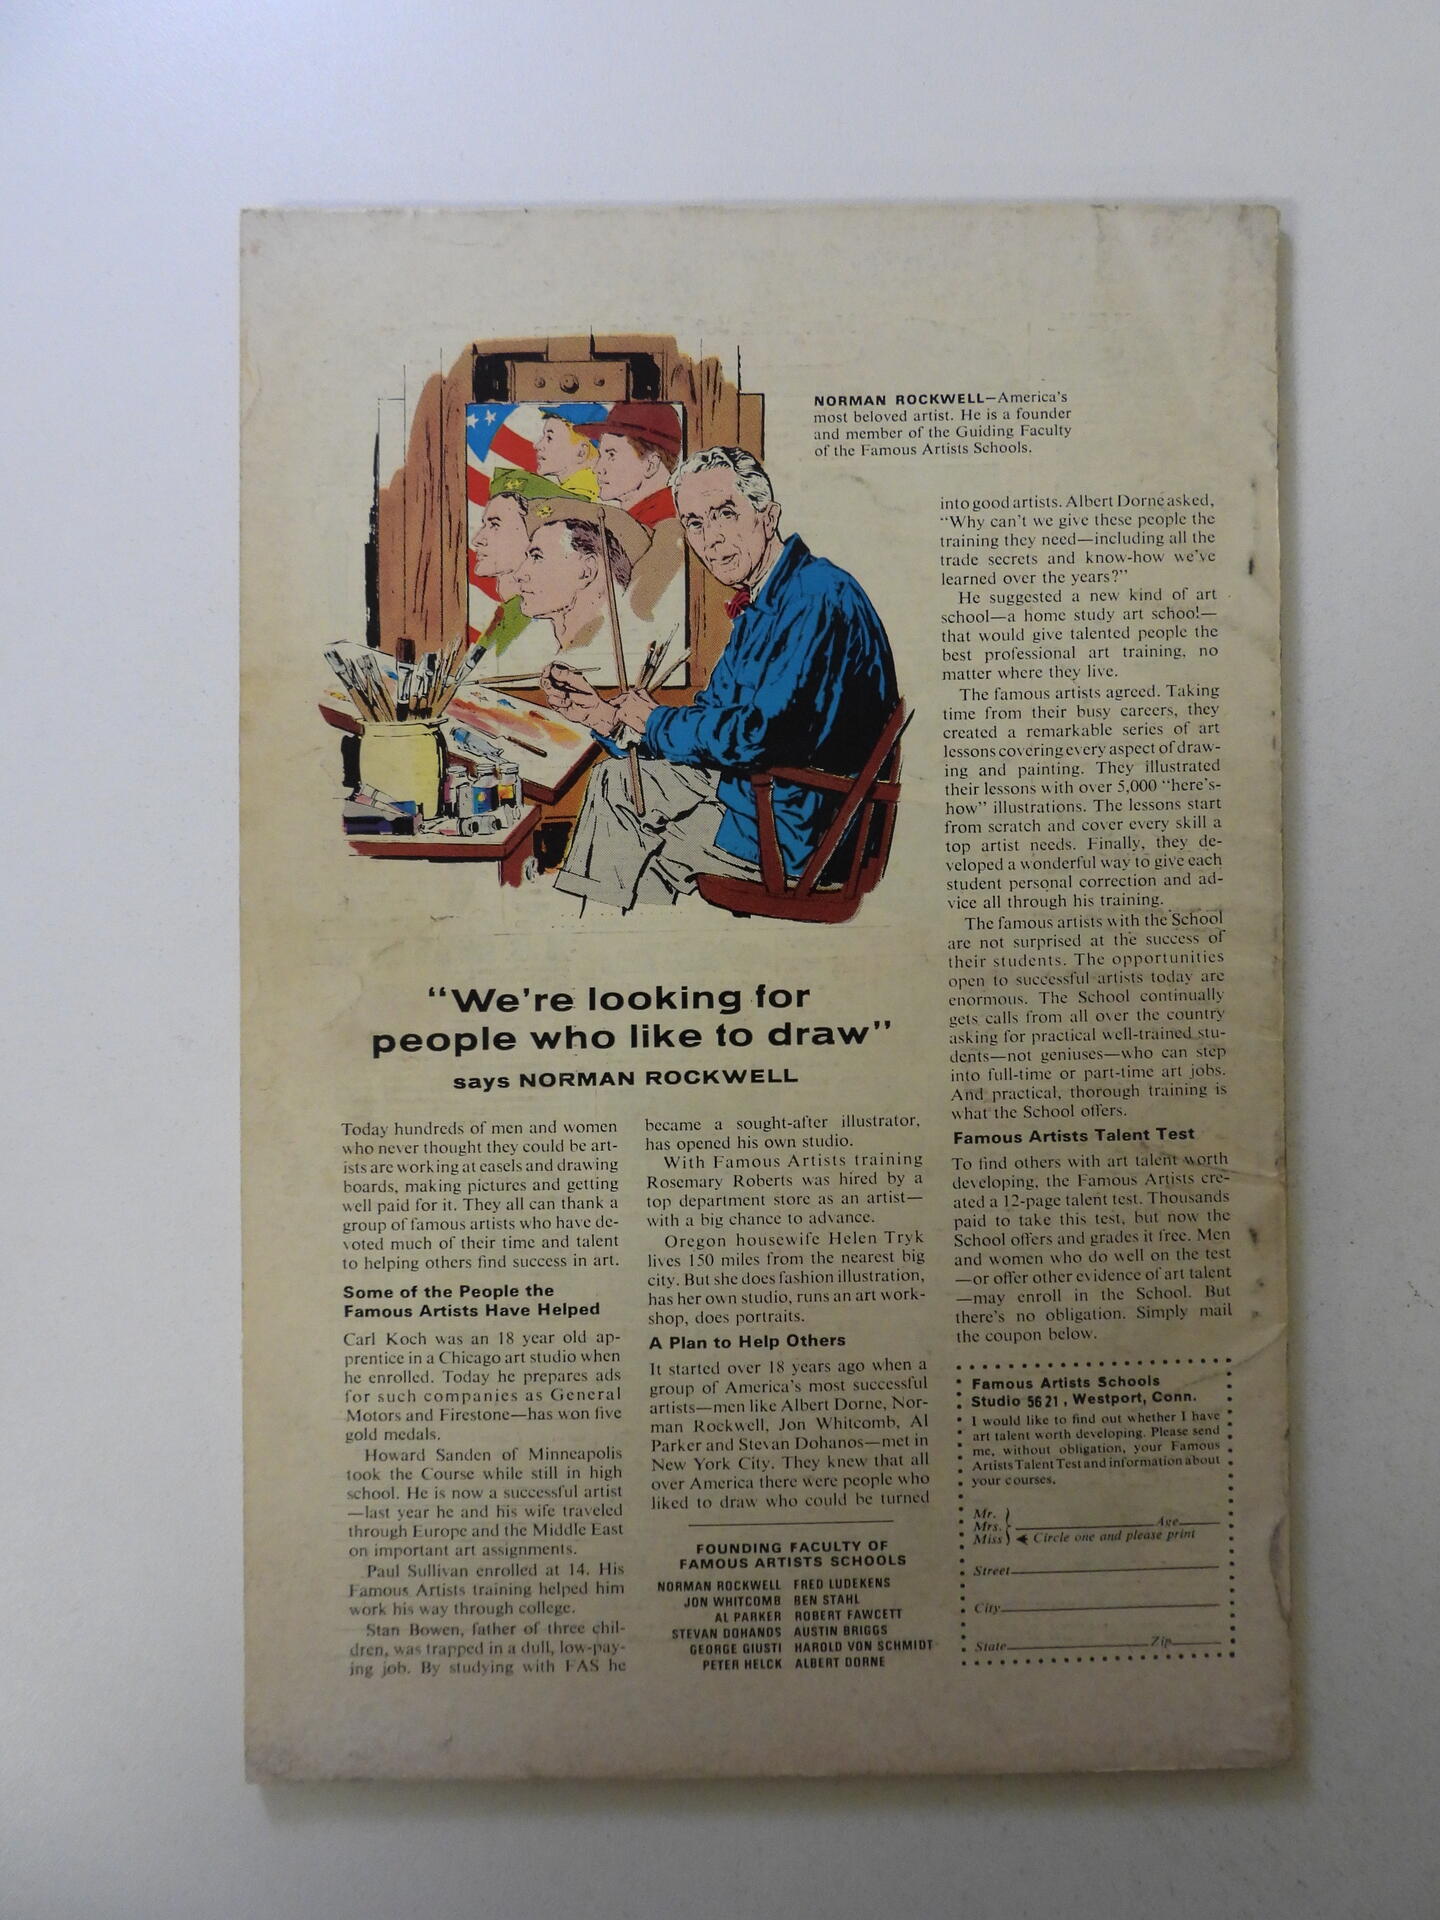 NORMAN ROCKWELL—America's
most beloved artist. He is a founder
and member of the Guiding Faculty
of the Famous Artists Schools.
"We're looking for
people who like to draw"
says NORMAN ROCKWELL
Today hundreds of men and women
who never thought they could be art-
ists are working at easels and drawing
boards, making pictures and getting
well paid for it. They all can thank a
group of famous artists who have de-
voted much of their time and talent
to helping others find success in art.
Some of the People the
Famous Artists Have Helped
Carl Koch was an 18 year old ap-
prentice in a Chicago art studio when
he enrolled. Today he prepares ads
for such companies as General
Motors and Firestone—has won five
gold medals.
Howard Sanden of Minneapolis
took the Course while still in high
school. He is now a successful artist
—last year he and his wife traveled
through Europe and the Middle East
on important art assignments.
Paul Sullivan enrolled at 14. His
Famous Artists training helped him
work his way through college.
Stan Bowen, father of three chil-
dren, was trapped in a dull, low-pay-
ing job. By studying with FAS he
became a sought-after illustrator,
has opened his own studio.
With Famous Artists training
Rosemary Roberts was hired by a
top department store as an artist—
with a big chance to advance.
Oregon housewife Helen Tryk
lives 150 miles from the nearest big
city. But she does fashion illustration,
has her own studio, runs an art work-
shop, does portraits.
A Plan to Help Others
It started over 18 years ago when a
group of America's most successful
artists—men like Albert Dorne, Nor-
man Rockwell, Jon Whitcomb, Al
Parker and Stevan Dohanos—met in
New York City. They knew that all
over America there were people who
liked to draw who could be turned
FOUNDING FACULTY OF
FAMOUS ARTISTS SCHOOLS
NORMAN ROCKWELL FRED LUDEKENS
JON WHITCOMB BEN STAHL
AL PARKER ROBERT FAWCETT
STEVAN DOHANOS AUSTIN BRIGGS
GEORGE GIUSTI HAROLD VON SCHMIDT
PETER HELCK ALBERT DORNE
into good artists. Albert Dorne asked,
"Why can't we give these people the
training they need—including all the
trade secrets and know-how we've
learned over the years?"
He suggested a new kind of art
school—a home study art school—
that would give talented people the
best professional art training, no
matter where they live.
The famous artists agreed. Taking
time from their busy careers, they
created a remarkable series of art
lessons covering every aspect of draw-
ing and painting. They illustrated
their lessons with over 5,000 "here's-
how" illustrations. The lessons start
from scratch and cover every skill a
top artist needs. Finally, they de-
veloped a wonderful way to give each
student personal correction and ad-
vice all through his training.
The famous artists with the School
are not surprised at the success of
their students. The opportunities
open to successful artists today are
enormous. The School continually
gets calls from all over the country
asking for practical well-trained stu-
dents—not geniuses—who can step
into full-time or part-time art jobs.
And practical, thorough training is
what the School offers.
Famous Artists Talent Test
To find others with art talent worth
developing, the Famous Artists cre-
ated a 12-page talent test. Thousands
paid to take this test, but now the
School offers and grades it free. Men
and women who do well on the test
—or offer other evidence of art talent
—may enroll in the School. But
there's no obligation. Simply mail
the coupon below.
Famous Artists Schools
Studio 5621, Westport, Conn.
I would like to find out whether I have
art talent worth developing. Please send
me, without obligation, your Famous
Artists Talent Test and information about
your courses.
Mr.
Mrs. Age
Miss Circle one and please print
Street
City
State Zip